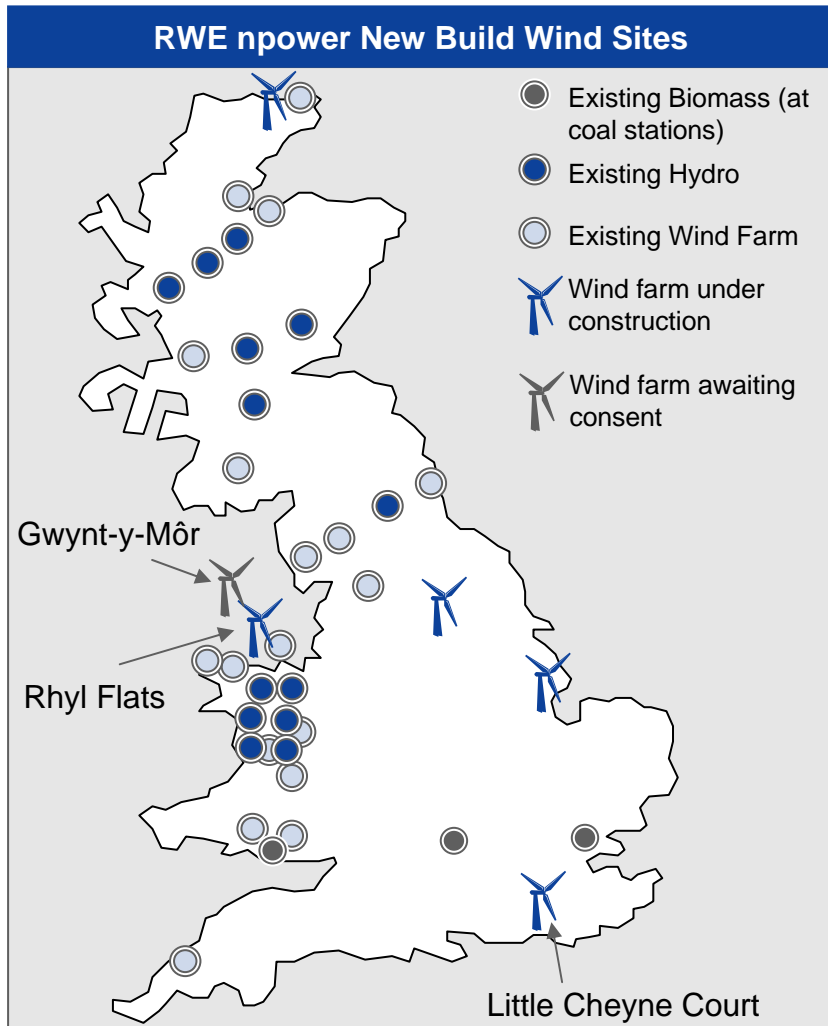 RWE npower New Build Wind Sites
Existing Biomass (at
coal stations)
Existing Hydro
Existing Wind Farm
Wind farm under
construction
Wind farm awaiting
consent
Gwynt-y-Môr
Rhyl Flats
Little Cheyne Court